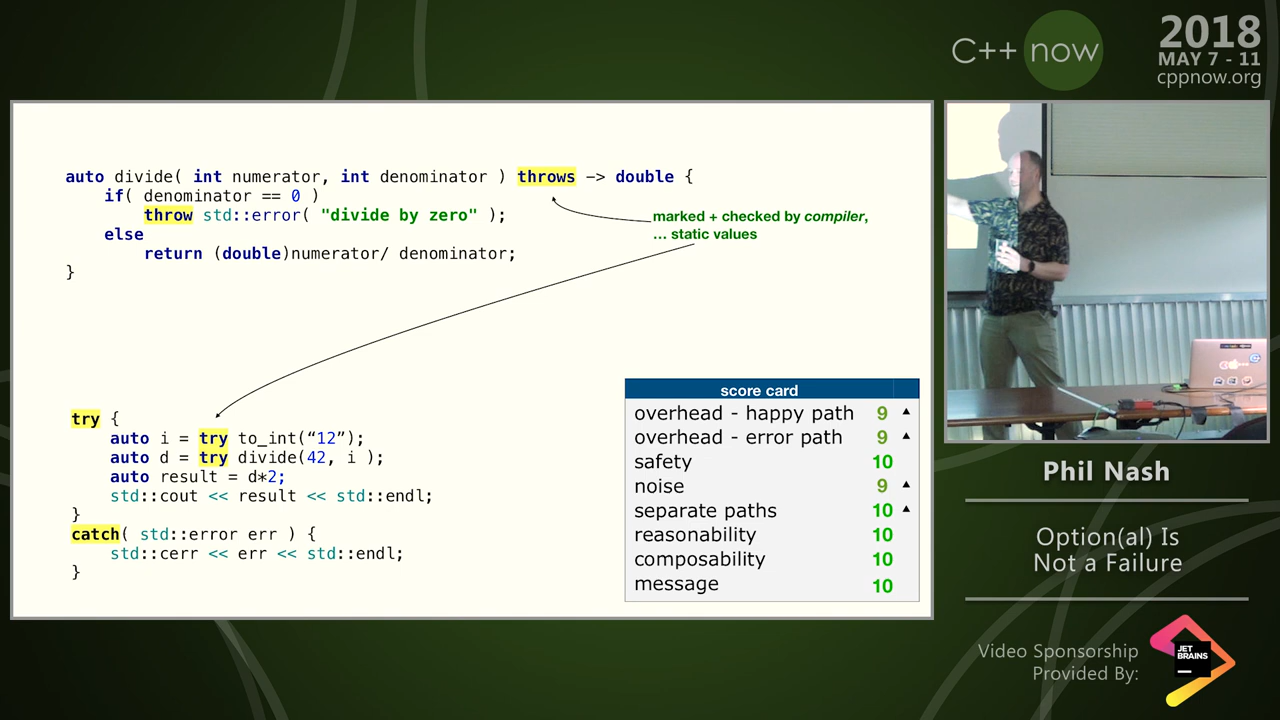 C++ now
2018
MAY 7 - 11
cppnow.org
auto divide( int numerator, int denominator ) throws -> double {
    if( denominator == 0 )
        throw std::error( "divide by zero" );
    else
        return (double)numerator/ denominator;
}
marked + checked by compiler,
... static values
try {
    auto i = try to_int(“12”);
    auto d = try divide(42, i );
    auto result = d*2;
    std::cout << result << std::endl;
}
catch( std::error err ) {
    std::cerr << err << std::endl;
}
score card
overhead - happy path 9 ▲
overhead - error path 9 ▲
safety 10
noise 9 ▲
separate paths 10 ▲
reasonability 10
composability 10
message 10
Phil Nash
Option(al) Is
Not a Failure
Video Sponsorship
Provided By:
JET
BRAINS